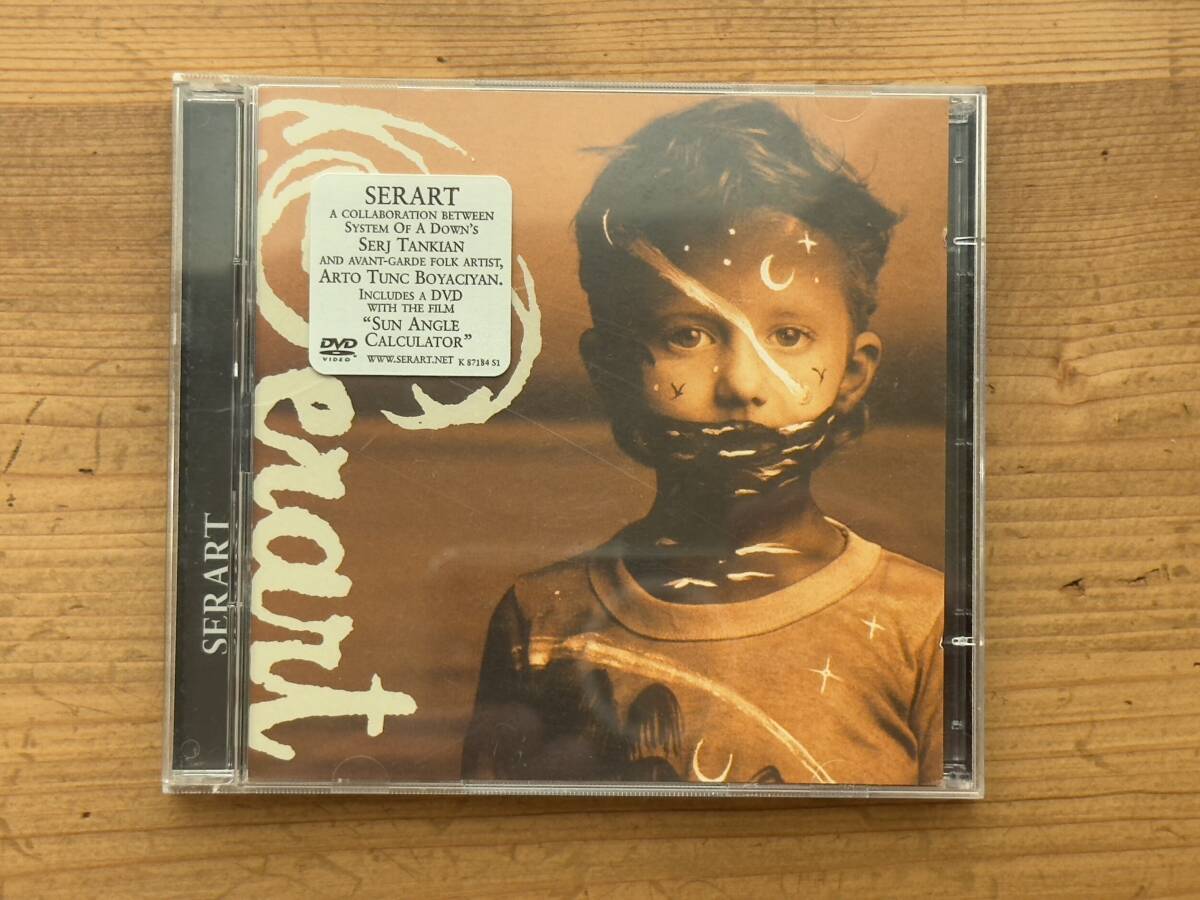 SERART
A COLLABORATION BETWEEN
SYSTEM OF A DOWN'S
SERJ TANKIAN
AND AVANT-GARDE FOLK ARTIST,
ARTO TUNC BOYACIYAN.
INCLUDES A DVD
WITH THE FILM
"SUN ANGLE
CALCULATOR"
DVD
VIDEO
WWW.SERART.NET K 87184 S1
Serart
SERART